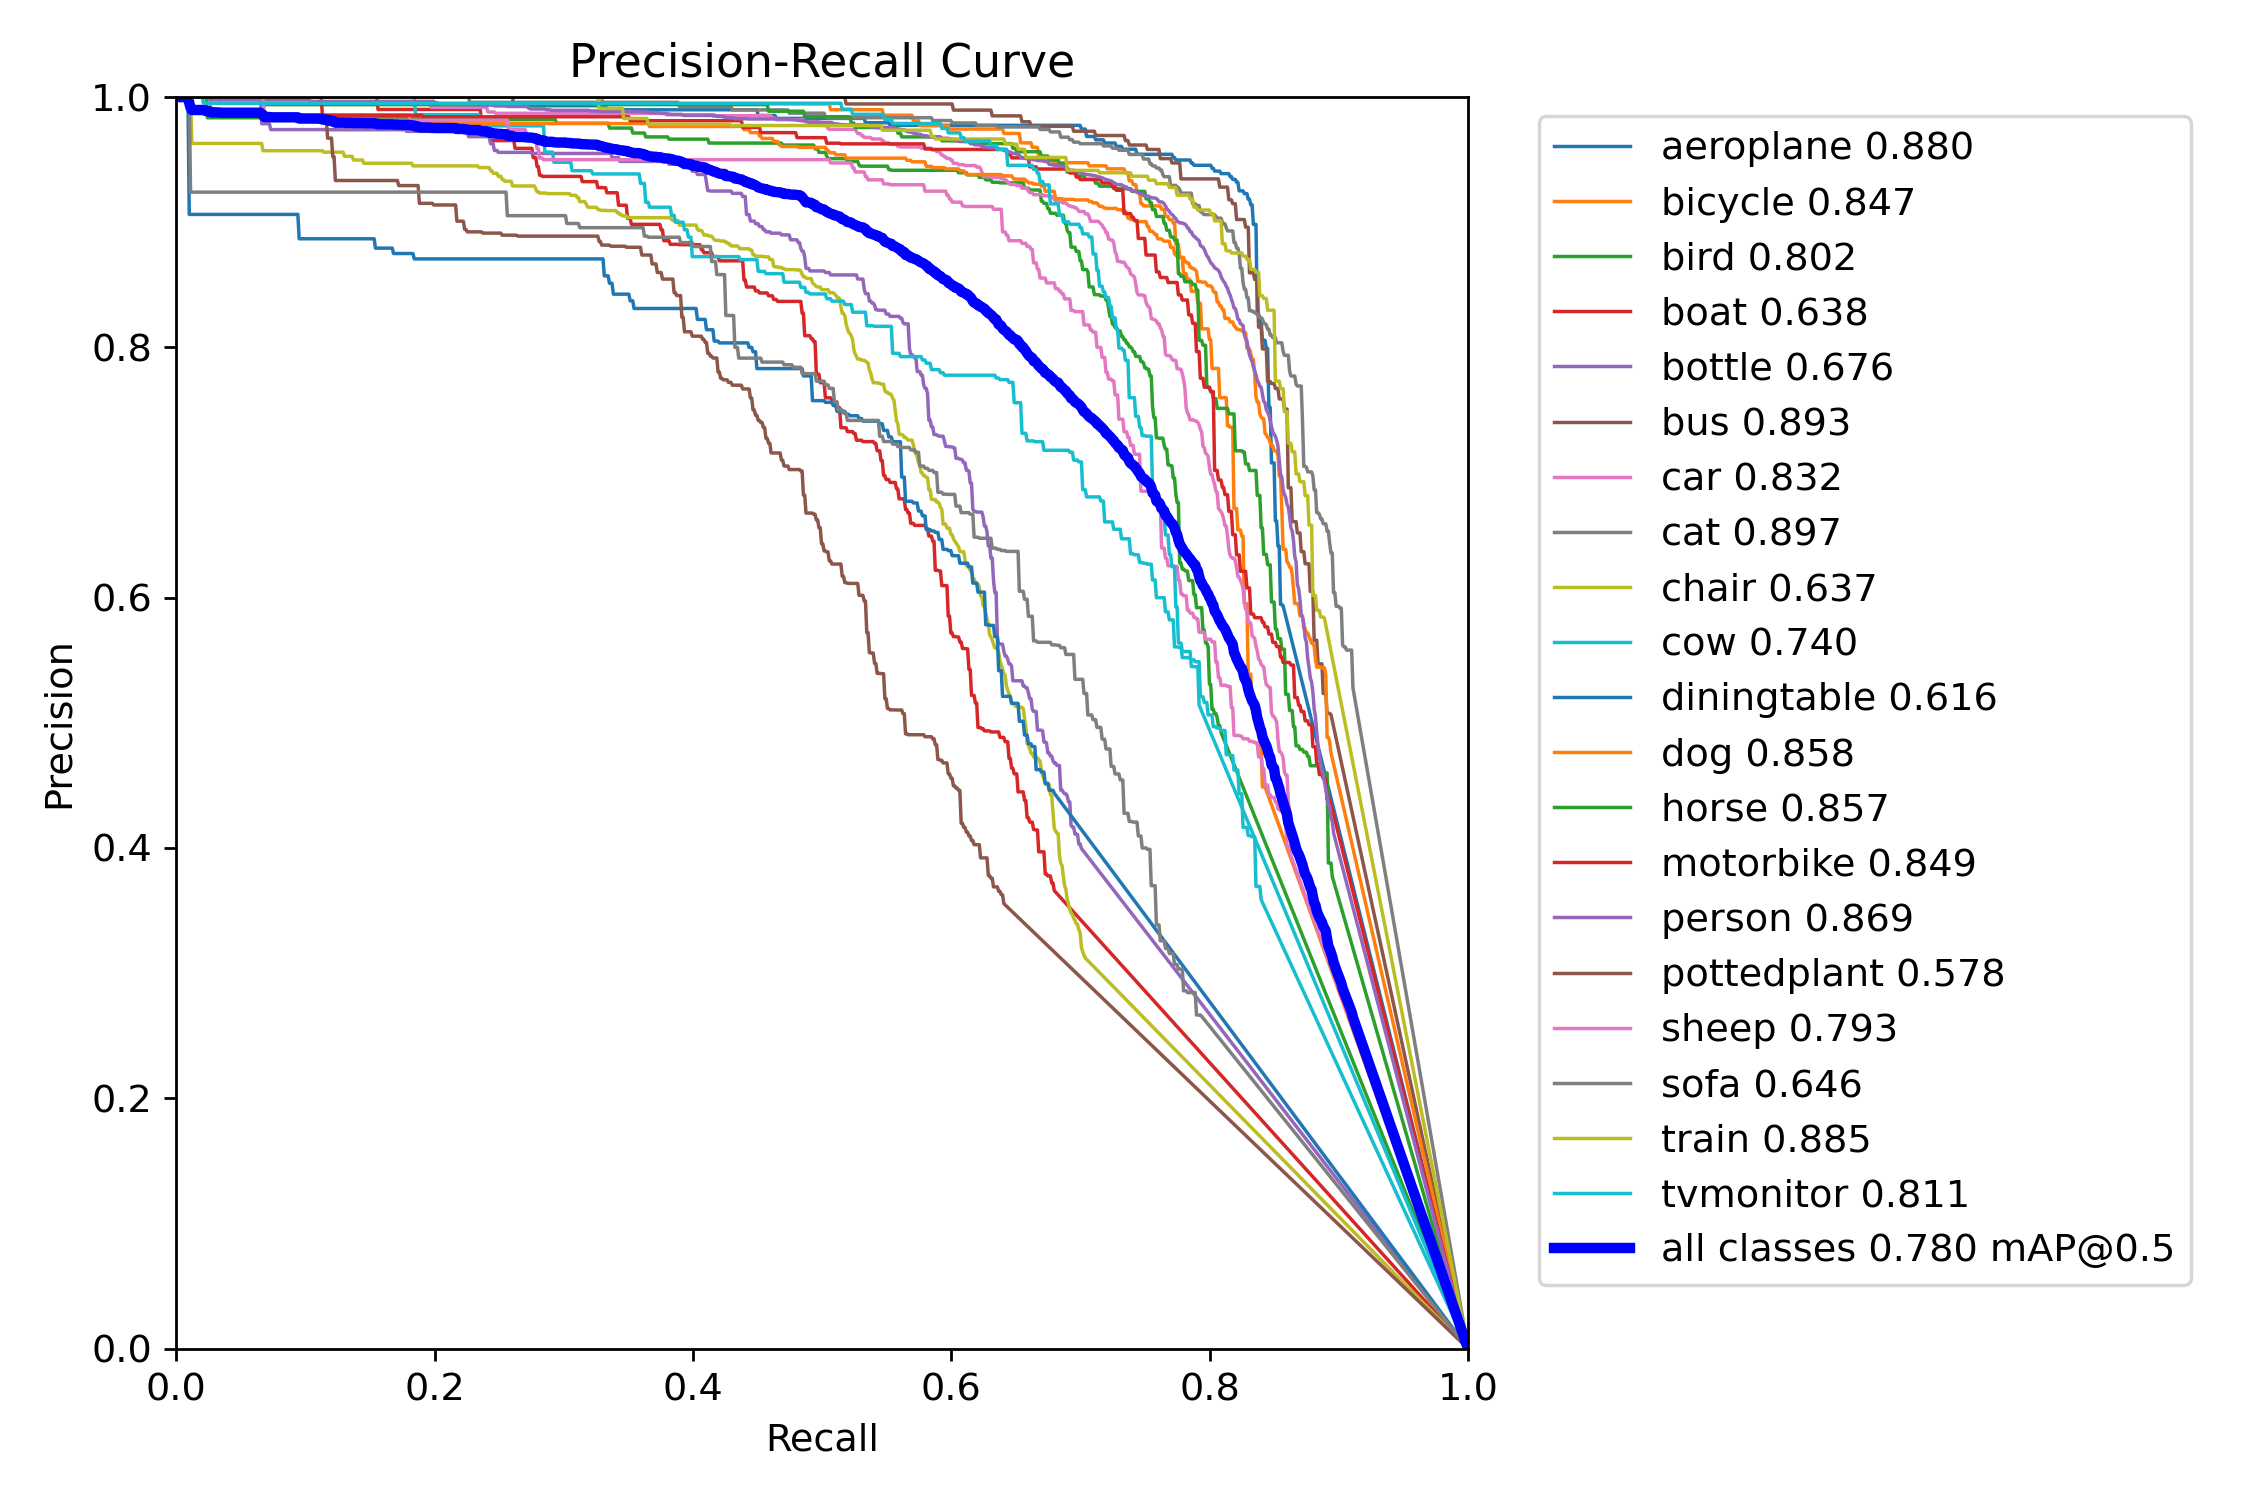 Precision-Recall Curve
1.0
0.8
0.6
0.4
0.2
0.0
Precision
0.0 0.2 0.4 0.6 0.8 1.0
Recall
aeroplane 0.880
bicycle 0.847
bird 0.802
boat 0.638
bottle 0.676
bus 0.893
car 0.832
cat 0.897
chair 0.637
cow 0.740
diningtable 0.616
dog 0.858
horse 0.857
motorbike 0.849
person 0.869
pottedplant 0.578
sheep 0.793
sofa 0.646
train 0.885
tvmonitor 0.811
all classes 0.780 mAP@0.5